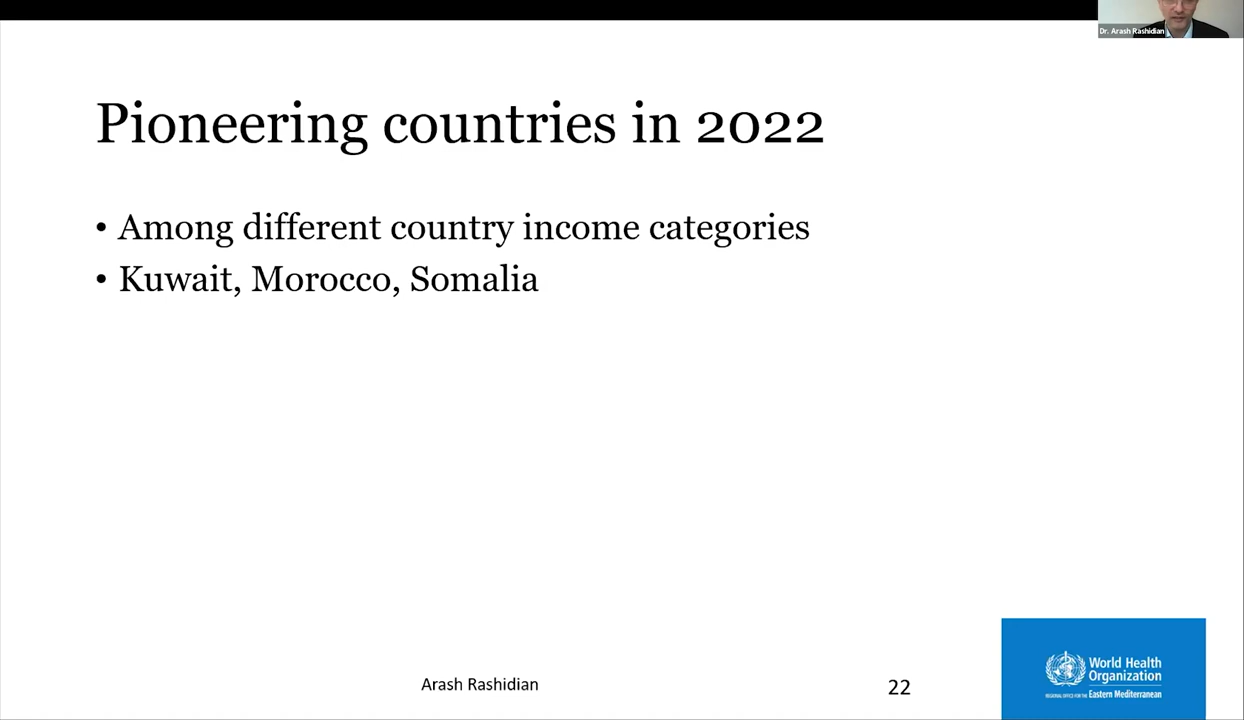 Dr. Arash Rashidian
Pioneering countries in 2022
• Among different country income categories
• Kuwait, Morocco, Somalia
Arash Rashidian
22
World Health
Organization
REGIONAL OFFICE FOR THE Eastern Mediterranean